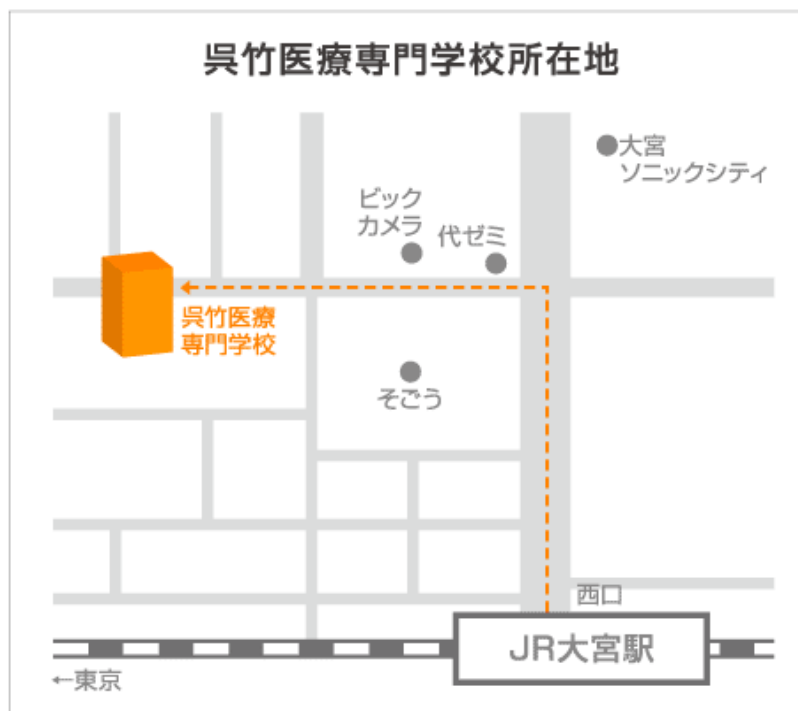 呉竹医療専門学校所在地
大宮
ソニックシティ
ビック
カメラ
代ゼミ
呉竹医療
専門学校
そごう
西口
JR大宮駅
←東京